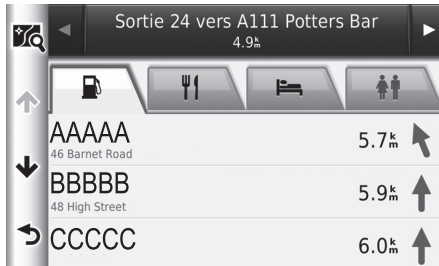 Sortie 24 vers A111 Potters Bar
4.9km
AAAAA
46 Barnet Road
5.7km
BBBBB
48 High Street
5.9km
CCCCC
6.0km